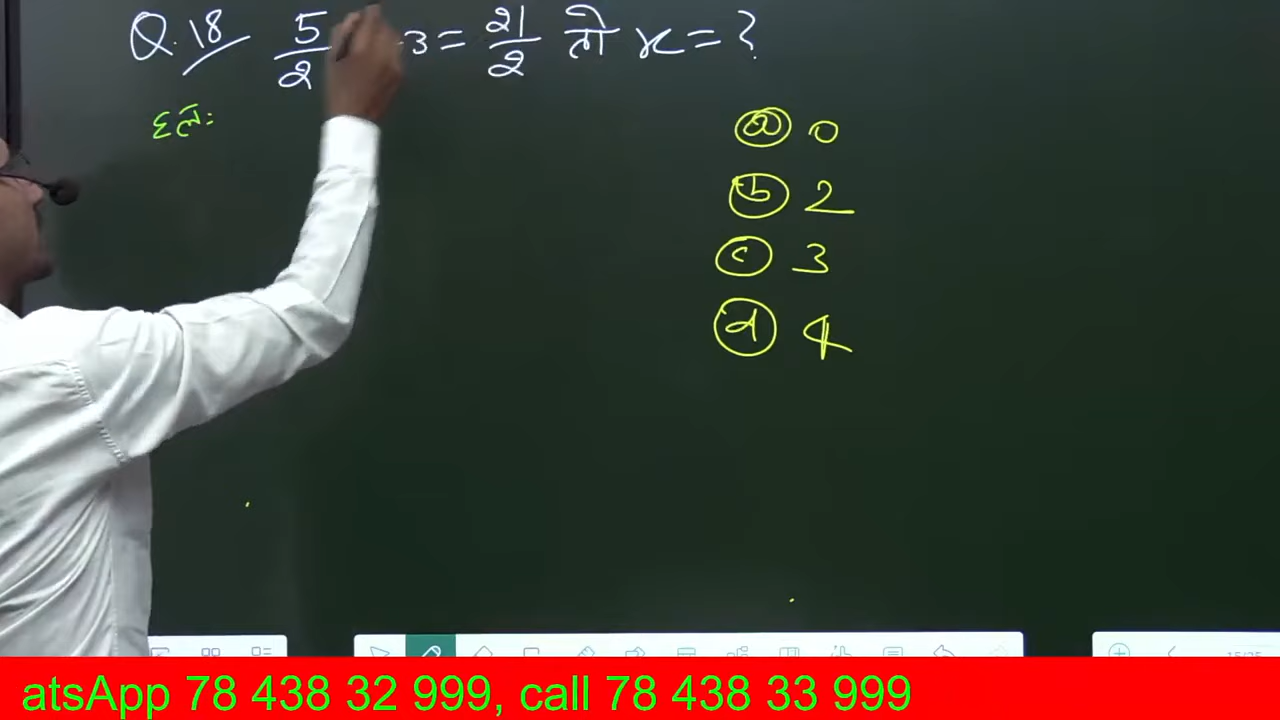 Q.18 5/2 3 = 21/2 तो x = ?
हल:
(a) 0
(b) 2
(c) 3
(d) 4
atsApp 78 438 32 999, call 78 438 33 999